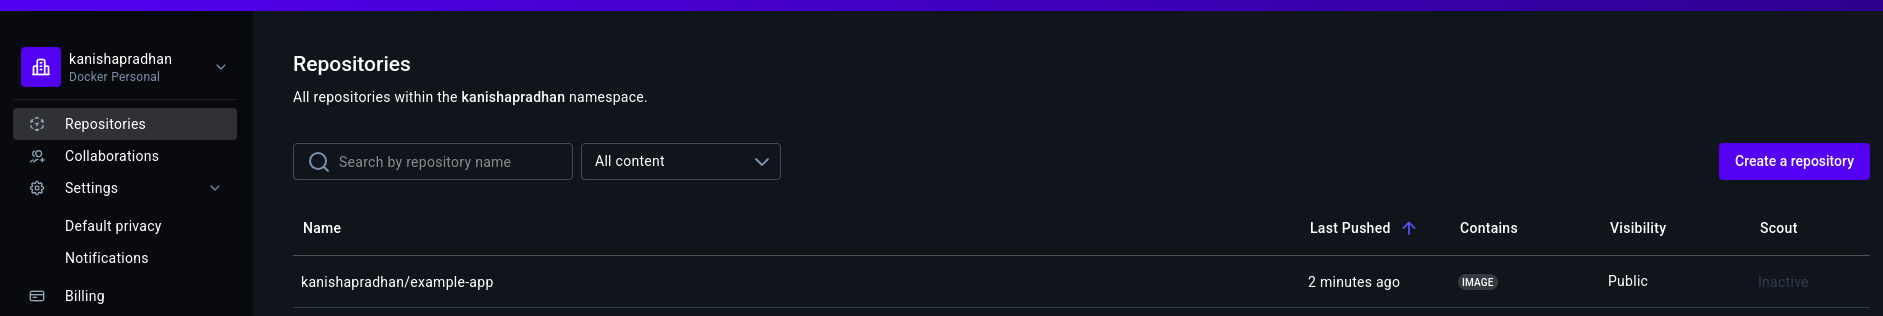 kanishapradhan
Docker Personal
Repositories
Collaborations
Settings
Default privacy
Notifications
Billing
Repositories
All repositories within the kanishapradhan namespace.
Search by repository name
All content
Create a repository
Name Last Pushed Contains Visibility Scout
kanishapradhan/example-app 2 minutes ago IMAGE Public Inactive